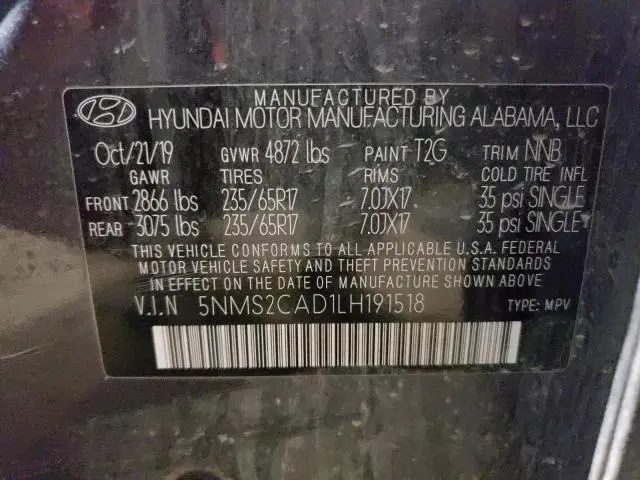 MANUFACTURED BY
HYUNDAI MOTOR MANUFACTURING ALABAMA, LLC
Oct/21/19 GVWR 4872 lbs PAINT T2G TRIM NNB
GAWR TIRES RIMS COLD TIRE INFL
FRONT 2866 lbs 235/65R17 7.0JX17 35 psi SINGLE
REAR 3075 lbs 235/65R17 7.0JX17 35 psi SINGLE
THIS VEHICLE CONFORMS TO ALL APPLICABLE U.S.A. FEDERAL
MOTOR VEHICLE SAFETY AND THEFT PREVENTION STANDARDS
IN EFFECT ON THE DATE OF MANUFACTURE SHOWN ABOVE
V.I.N 5NMS2CAD1LH191518 TYPE: MPV